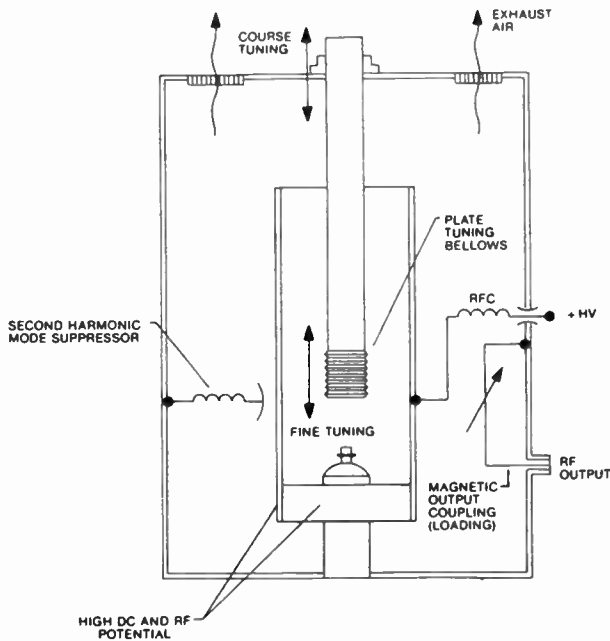 COURSE
TUNING
EXHAUST
AIR
PLATE
TUNING
BELLOWS
RFC
+ HV
SECOND HARMONIC
MODE SUPPRESSOR
FINE TUNING
RF
OUTPUT
MAGNETIC
OUTPUT
COUPLING
(LOADING)
HIGH DC AND RF
POTENTIAL